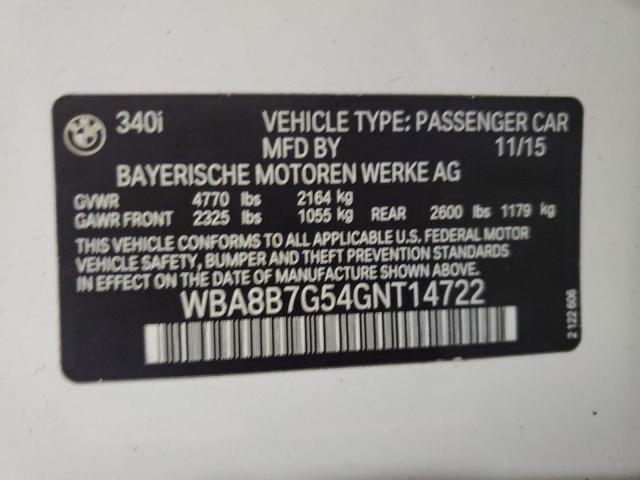 340i VEHICLE TYPE: PASSENGER CAR
MFD BY 11/15
BAYERISCHE MOTOREN WERKE AG
GVWR 4770 lbs 2164 kg
GAWR FRONT 2325 lbs 1055 kg REAR 2600 lbs 1179 kg
THIS VEHICLE CONFORMS TO ALL APPLICABLE U.S. FEDERAL MOTOR
VEHICLE SAFETY, BUMPER AND THEFT PREVENTION STANDARDS
IN EFFECT ON THE DATE OF MANUFACTURE SHOWN ABOVE.
WBA8B7G54GNT14722
2 122 606